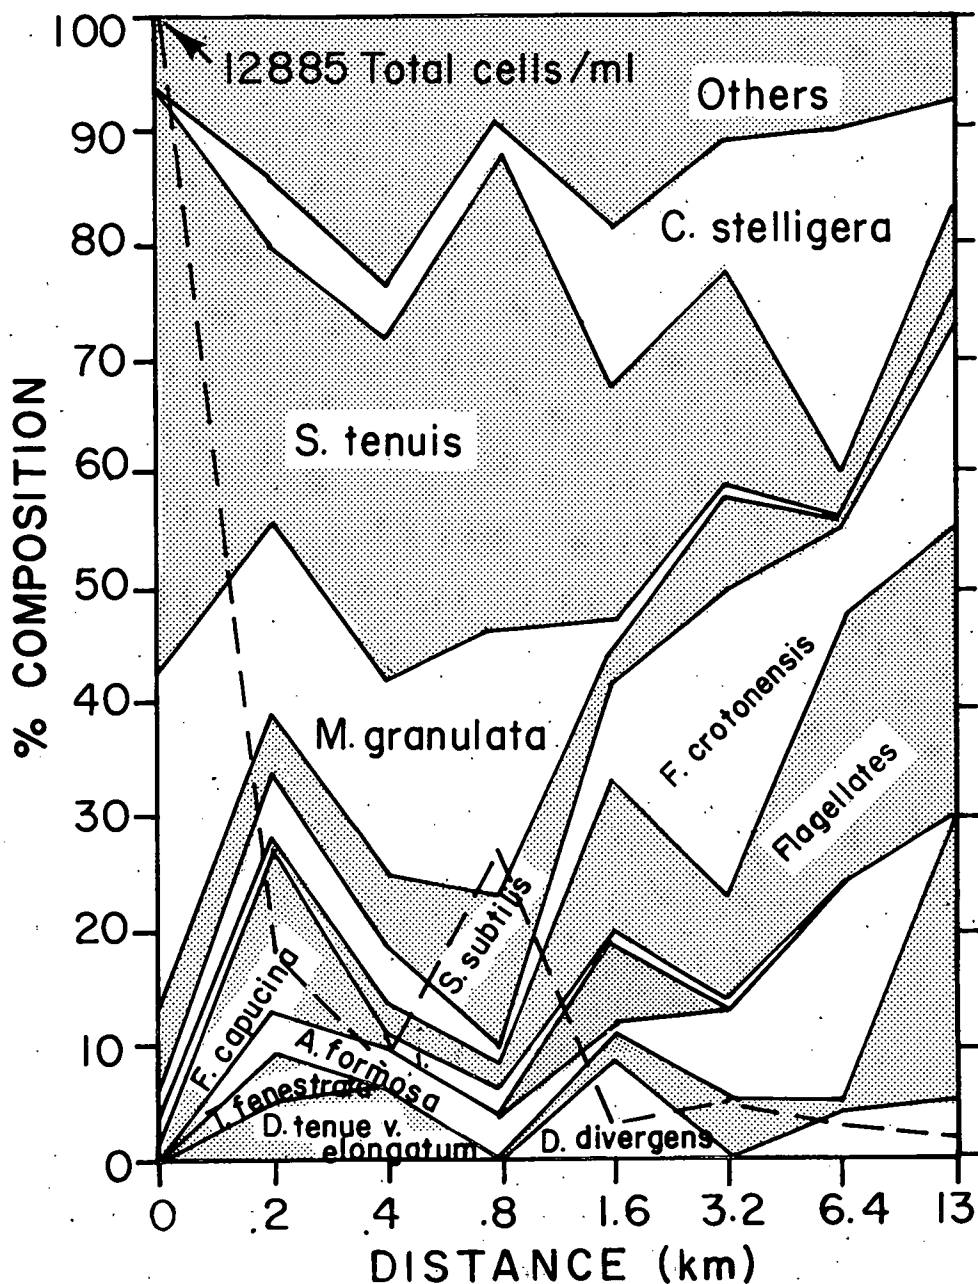 100
12885 Total cells/ml
Others
90
C. stelligera
80
70
S. tenuis
60
50
M. granulata
F. crotonensis
40
Flagellates
30
S. subtilis
20
F. capucina
10
A. formosa
T. fenestrata
D. tenue v.
elongatum
D. divergens
0
0 .2 .4 .8 1.6 3.2 6.4 13
DISTANCE (km)
% COMPOSITION